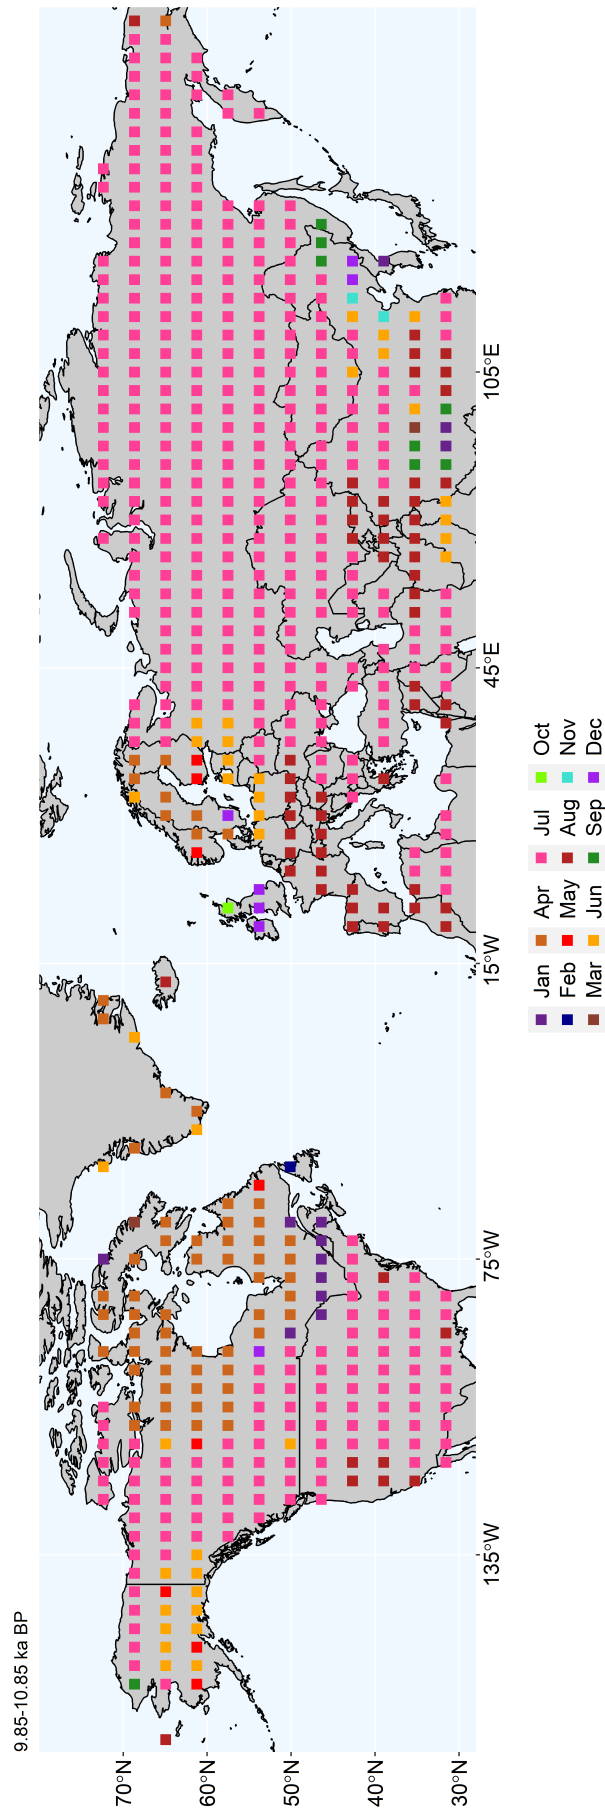 9.85-10.85 ka BP
70°N
60°N
50°N
40°N
30°N
135°W
75°W
15°W
45°E
105°E
Jan Apr Jul Oct
Feb May Aug Nov
Mar Jun Sep Dec